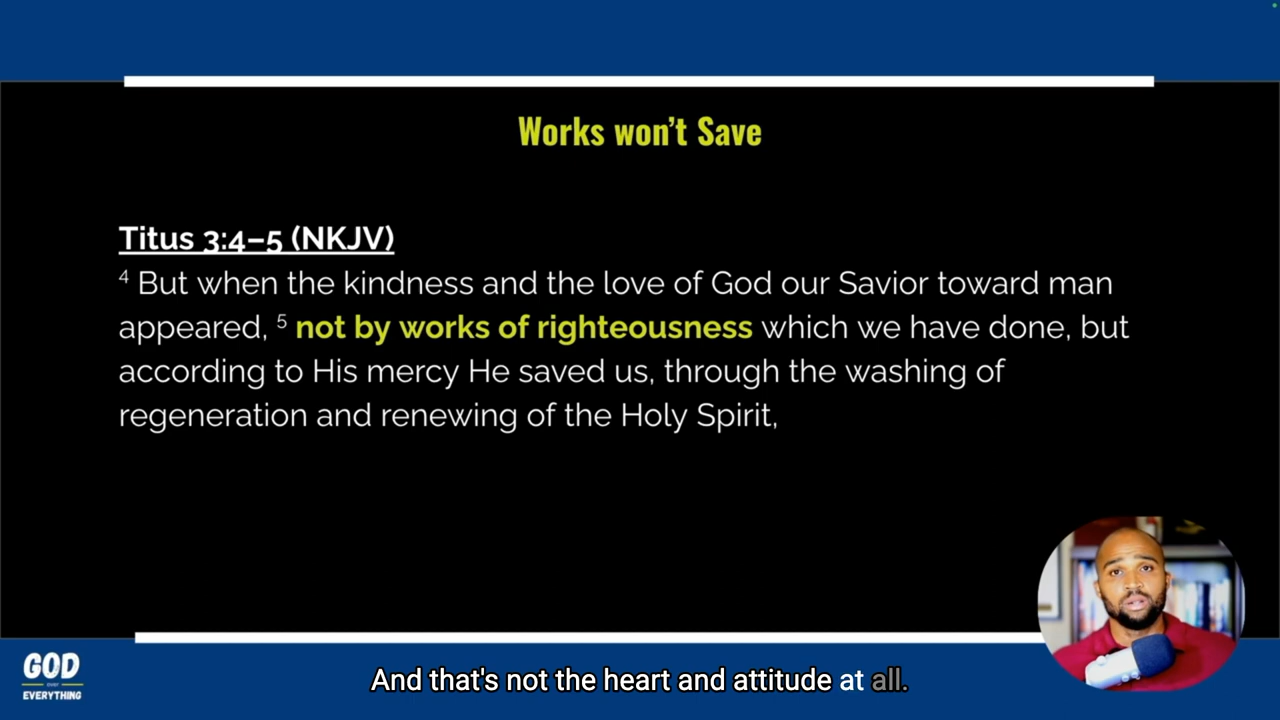 Works won't Save
Titus 3:4–5 (NKJV)
⁴ But when the kindness and the love of God our Savior toward man
appeared, ⁵ not by works of righteousness which we have done, but
according to His mercy He saved us, through the washing of
regeneration and renewing of the Holy Spirit,
GOD
OVER
EVERYTHING
And that's not the heart and attitude at all.